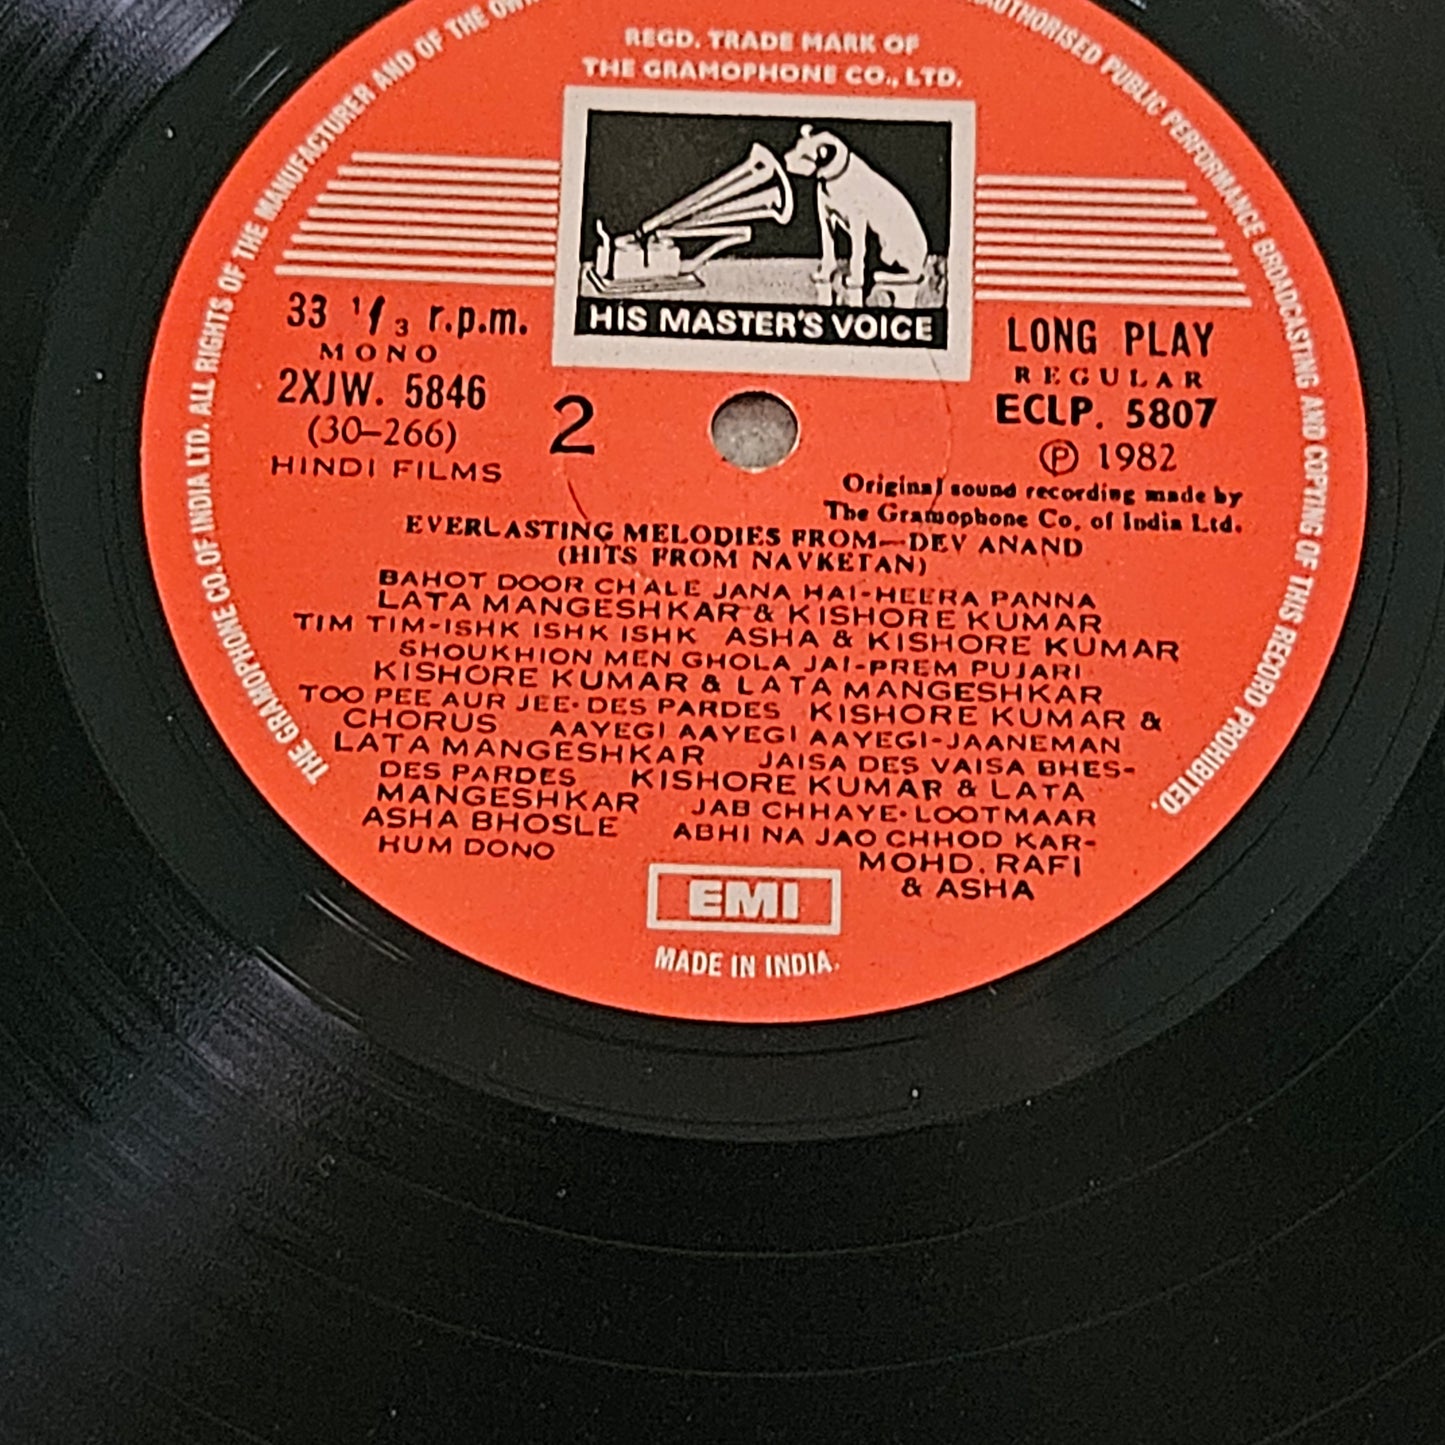 THE GRAMOPHONE CO. OF INDIA LTD. ALL RIGHTS OF THE MANUFACTURER AND OF THE
AUTHORISED PUBLIC PERFORMANCE BROADCASTING AND COPYING OF THIS RECORD PROHIBITED.
REGD. TRADE MARK OF
THE GRAMOPHONE CO., LTD.
HIS MASTER'S VOICE
33 1/3 r.p.m.
MONO
2XJW. 5846
(30-266)
HINDI FILMS
2
LONG PLAY
REGULAR
ECLP. 5807
Ⓟ 1982
Original sound recording made by
The Gramophone Co. of India Ltd.
EVERLASTING MELODIES FROM—DEV ANAND
(HITS FROM NAVKETAN)
BAHOT DOOR CHALE JANA HAI-HEERA PANNA
LATA MANGESHKAR & KISHORE KUMAR
TIM TIM-ISHK ISHK ISHK ASHA & KISHORE KUMAR
SHOUKHION MEN GHOLA JAI-PREM PUJARI
KISHORE KUMAR & LATA MANGESHKAR
TOO PEE AUR JEE- DES PARDES KISHORE KUMAR &
CHORUS AAYEGI AAYEGI AAYEGI-JAANEMAN
LATA MANGESHKAR JAISA DES VAISA BHES-
DES PARDES KISHORE KUMAR & LATA
MANGESHKAR JAB CHHAYE- LOOTMAAR
ASHA BHOSLE ABHI NA JAO CHHOD KAR-
HUM DONO MOHD. RAFI
& ASHA
EMI
MADE IN INDIA.